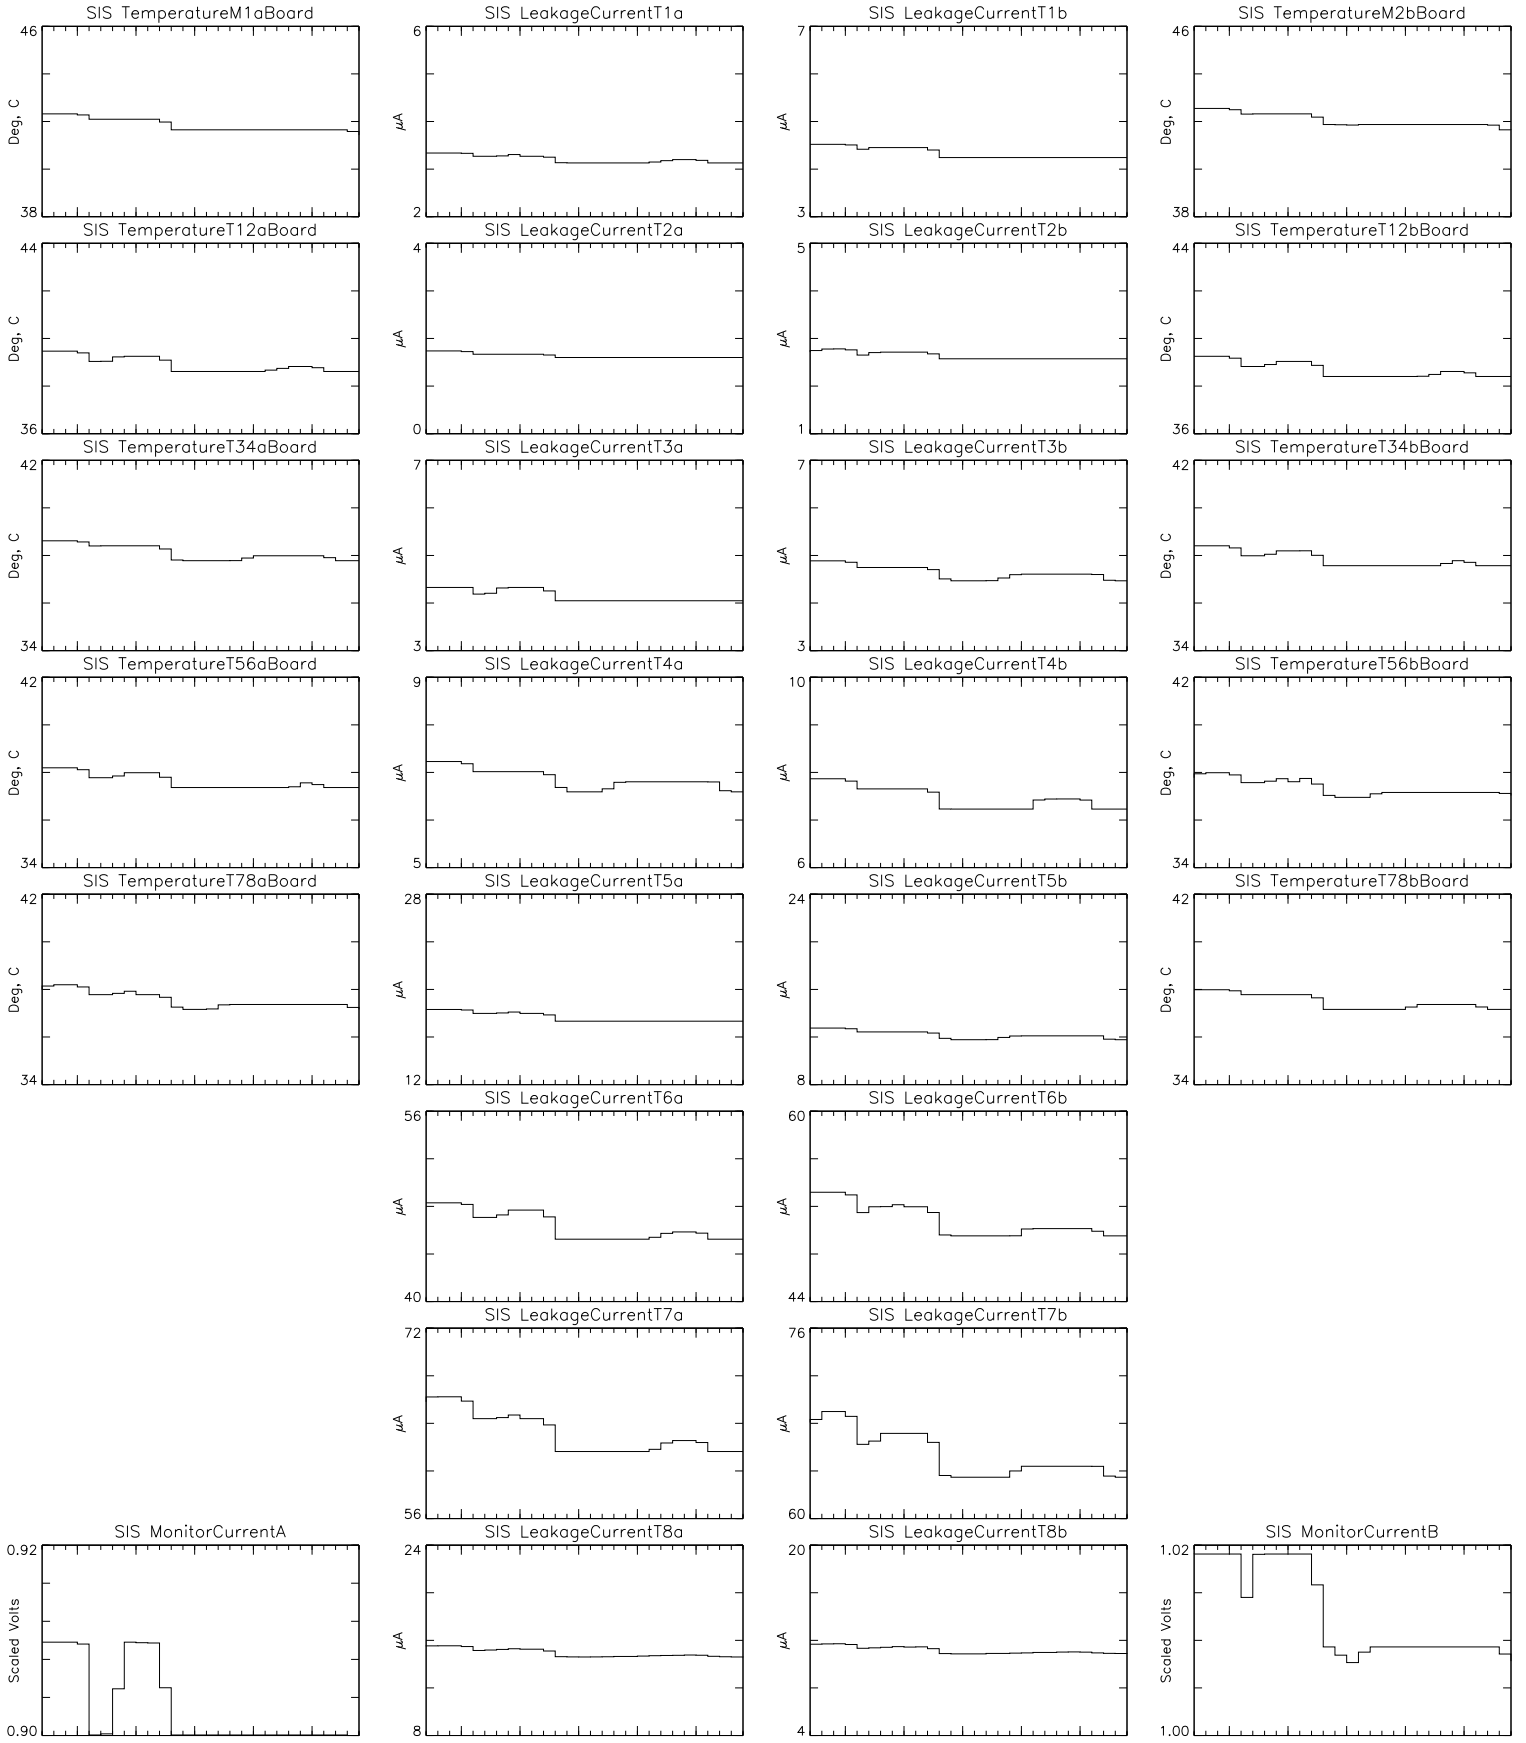 SIS TemperatureM1aBoard
46
Deg, C
38
SIS LeakageCurrentT1a
6
μA
2
SIS LeakageCurrentT1b
7
μA
3
SIS TemperatureM2bBoard
46
Deg, C
38
SIS TemperatureT12aBoard
44
Deg, C
36
SIS LeakageCurrentT2a
4
μA
0
SIS LeakageCurrentT2b
5
μA
1
SIS TemperatureT12bBoard
44
Deg, C
36
SIS TemperatureT34aBoard
42
Deg, C
34
SIS LeakageCurrentT3a
7
μA
3
SIS LeakageCurrentT3b
7
μA
3
SIS TemperatureT34bBoard
42
Deg, C
34
SIS TemperatureT56aBoard
42
Deg, C
34
SIS LeakageCurrentT4a
9
μA
5
SIS LeakageCurrentT4b
10
μA
6
SIS TemperatureT56bBoard
42
Deg, C
34
SIS TemperatureT78aBoard
42
Deg, C
34
SIS LeakageCurrentT5a
28
μA
12
SIS LeakageCurrentT5b
24
μA
8
SIS TemperatureT78bBoard
42
Deg, C
34
SIS LeakageCurrentT6a
56
μA
40
SIS LeakageCurrentT6b
60
μA
44
SIS LeakageCurrentT7a
72
μA
56
SIS LeakageCurrentT7b
76
μA
60
SIS MonitorCurrentA
0.92
Scaled Volts
0.90
SIS LeakageCurrentT8a
24
μA
8
SIS LeakageCurrentT8b
20
μA
4
SIS MonitorCurrentB
1.02
Scaled Volts
1.00